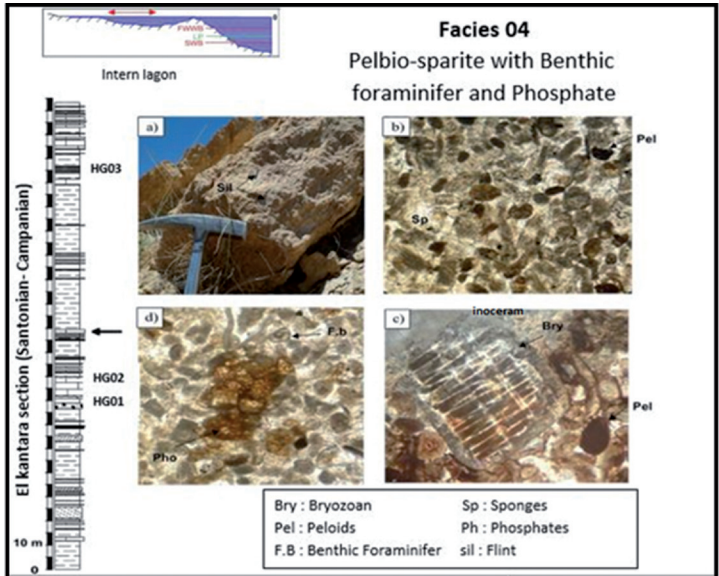 Facies 04
Pelbio-sparite with Benthic
foraminifer and Phosphate
0
FWWB
LP
SWB
Intern lagon
El kantara section (Santonian- Campanian)
HG03
HG02
HG01
10 m
0
a)
Sil
b)
Pel
Sp
d)
F.b
Pho
c)
inoceram
Bry
Pel
Bry : Bryozoan
Sp : Sponges
Pel : Peloids
Ph : Phosphates
F.B : Benthic Foraminifer
sil : Flint